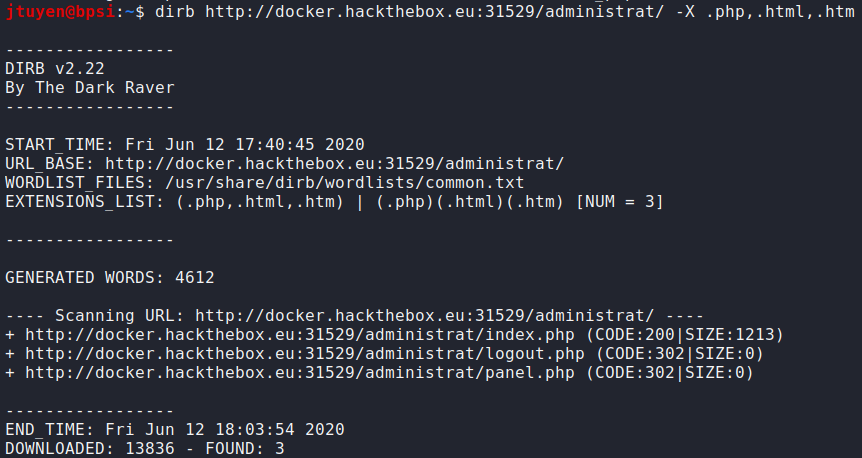 jtuyen@bpsi:~$ dirb http://docker.hackthebox.eu:31529/administrat/ -X .php,.html,.htm
-----------------
DIRB v2.22
By The Dark Raver
-----------------
START_TIME: Fri Jun 12 17:40:45 2020
URL_BASE: http://docker.hackthebox.eu:31529/administrat/
WORDLIST_FILES: /usr/share/dirb/wordlists/common.txt
EXTENSIONS_LIST: (.php,.html,.htm) | (.php)(.html)(.htm) [NUM = 3]
-----------------
GENERATED WORDS: 4612
---- Scanning URL: http://docker.hackthebox.eu:31529/administrat/ ----
+ http://docker.hackthebox.eu:31529/administrat/index.php (CODE:200|SIZE:1213)
+ http://docker.hackthebox.eu:31529/administrat/logout.php (CODE:302|SIZE:0)
+ http://docker.hackthebox.eu:31529/administrat/panel.php (CODE:302|SIZE:0)
-----------------
END_TIME: Fri Jun 12 18:03:54 2020
DOWNLOADED: 13836 - FOUND: 3